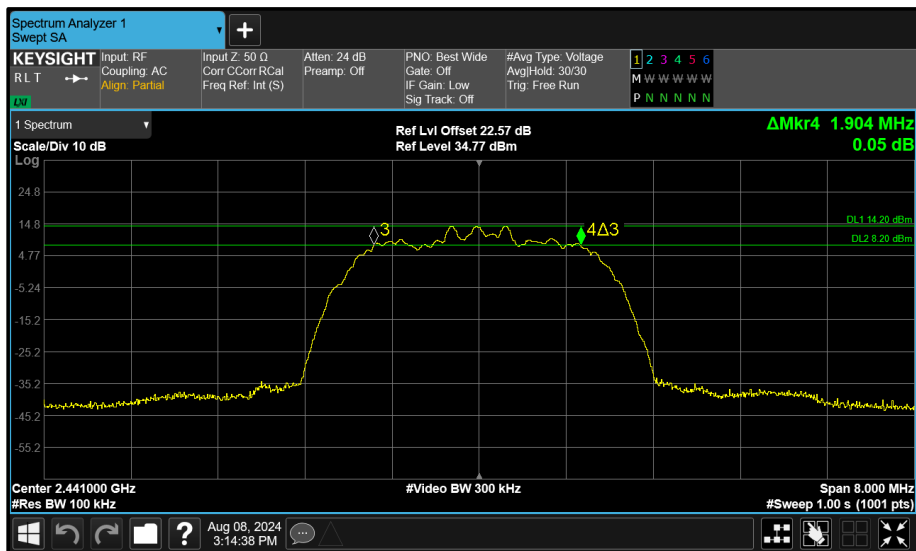 Spectrum Analyzer 1
Swept SA
KEYSIGHT
R L T
LXI
Input: RF
Coupling: AC
Align: Partial
Input Z: 50 Ω
Corr CCorr RCal
Freq Ref: Int (S)
Atten: 24 dB
Preamp: Off
PNO: Best Wide
Gate: Off
IF Gain: Low
Sig Track: Off
#Avg Type: Voltage
Avg|Hold: 30/30
Trig: Free Run
1 2 3 4 5 6
M W W W W W
P N N N N N
1 Spectrum
Scale/Div 10 dB
Ref Lvl Offset 22.57 dB
Ref Level 34.77 dBm
ΔMkr4 1.904 MHz
0.05 dB
Log
24.8
14.8
4.77
-5.24
-15.2
-25.2
-35.2
-45.2
-55.2
3
4Δ3
DL1 14.20 dBm
DL2 8.20 dBm
Center 2.441000 GHz
#Video BW 300 kHz
Span 8.000 MHz
#Res BW 100 kHz
#Sweep 1.00 s (1001 pts)
?
Aug 08, 2024
3:14:38 PM